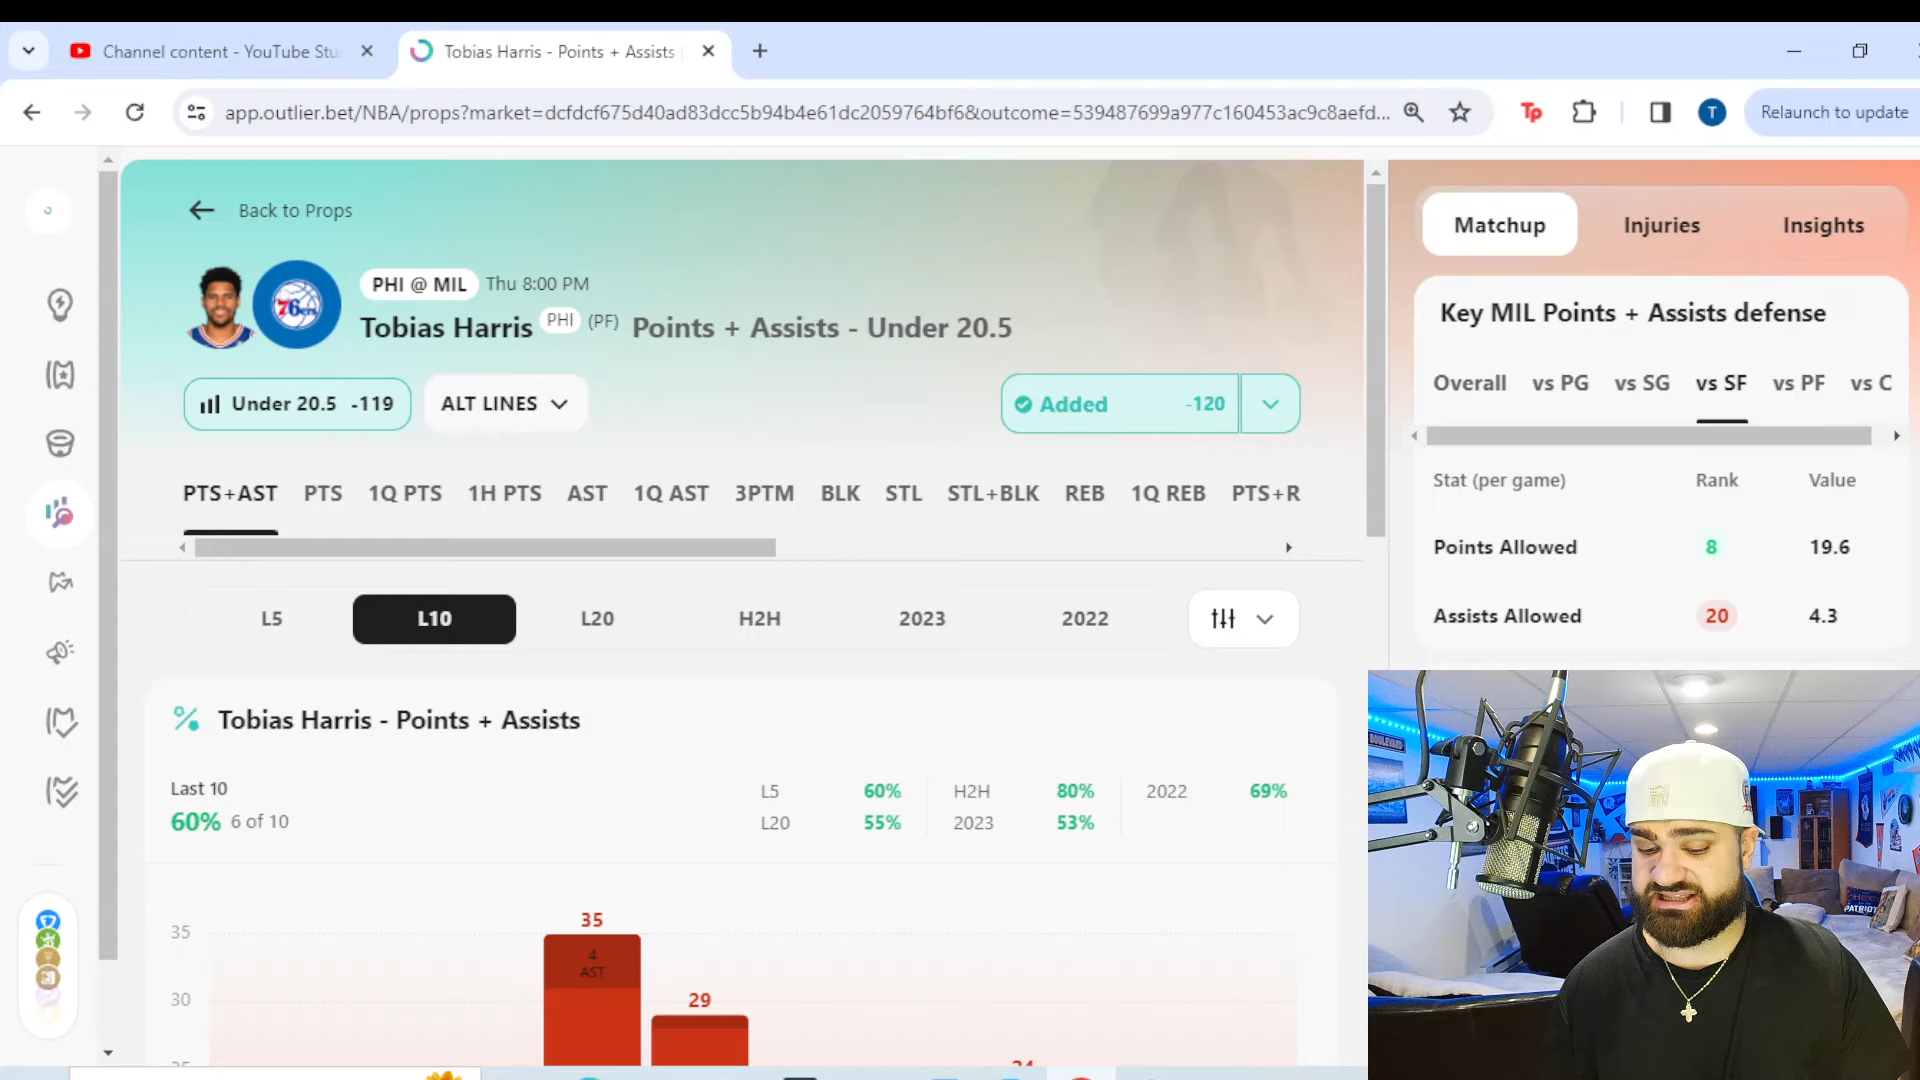 Channel content - YouTube Stu
Tobias Harris - Points + Assists
app.outlier.bet/NBA/props?market=dcfdcf675d40ad83dcc5b94b4e61dc2059764bf6&outcome=539487699a977c160453ac9c8aefd...
Tp
T
Relaunch to update
Back to Props
76ers
PHI @ MIL Thu 8:00 PM
Tobias Harris PHI (PF) Points + Assists - Under 20.5
Under 20.5 -119
ALT LINES
Added -120
PTS+AST PTS 1Q PTS 1H PTS AST 1Q AST 3PTM BLK STL STL+BLK REB 1Q REB PTS+R
L5 L10 L20 H2H 2023 2022
Tobias Harris - Points + Assists
Last 10
60% 6 of 10
L5 60% H2H 80% 2022 69%
L20 55% 2023 53%
35
30
35
4
AST
29
Matchup Injuries Insights
Key MIL Points + Assists defense
Overall vs PG vs SG vs SF vs PF vs C
Stat (per game) Rank Value
Points Allowed 8 19.6
Assists Allowed 20 4.3
BOULEVARD
NFL
PATRIOT